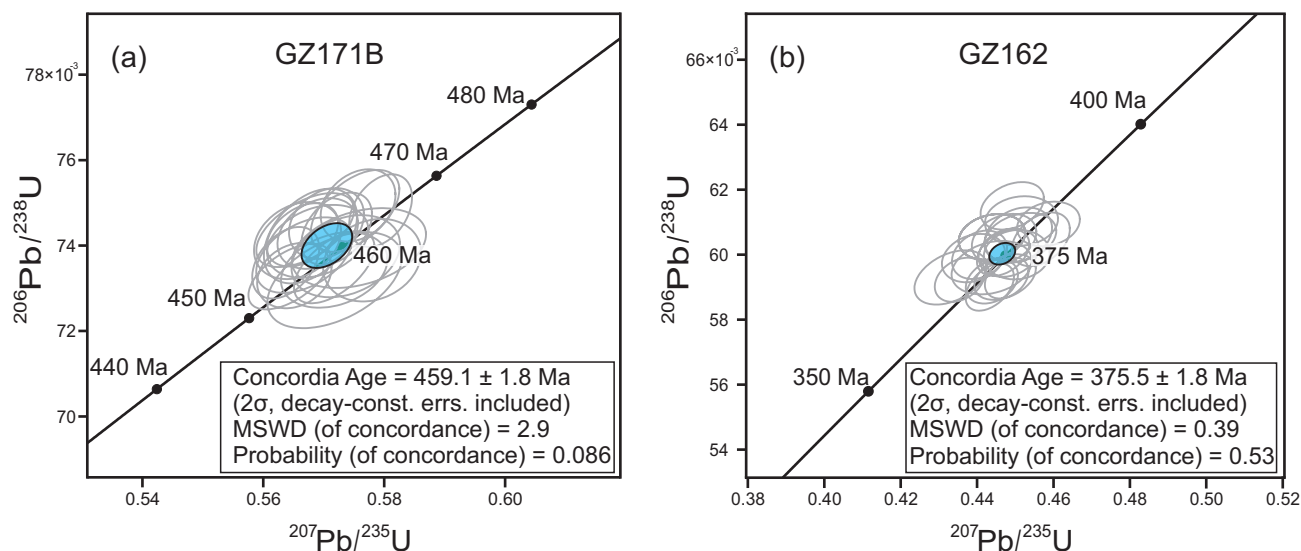 (a)
GZ171B
78×10⁻³
76
74
72
70
²⁰⁶Pb/²³⁸U
480 Ma
470 Ma
460 Ma
450 Ma
440 Ma
Concordia Age = 459.1 ± 1.8 Ma
(2σ, decay-const. errs. included)
MSWD (of concordance) = 2.9
Probability (of concordance) = 0.086
0.54 0.56 0.58 0.60
²⁰⁷Pb/²³⁵U
(b)
GZ162
66×10⁻³
64
62
60
58
56
54
²⁰⁶Pb/²³⁸U
400 Ma
375 Ma
350 Ma
Concordia Age = 375.5 ± 1.8 Ma
(2σ, decay-const. errs. included)
MSWD (of concordance) = 0.39
Probability (of concordance) = 0.53
0.38 0.40 0.42 0.44 0.46 0.48 0.50 0.52
²⁰⁷Pb/²³⁵U